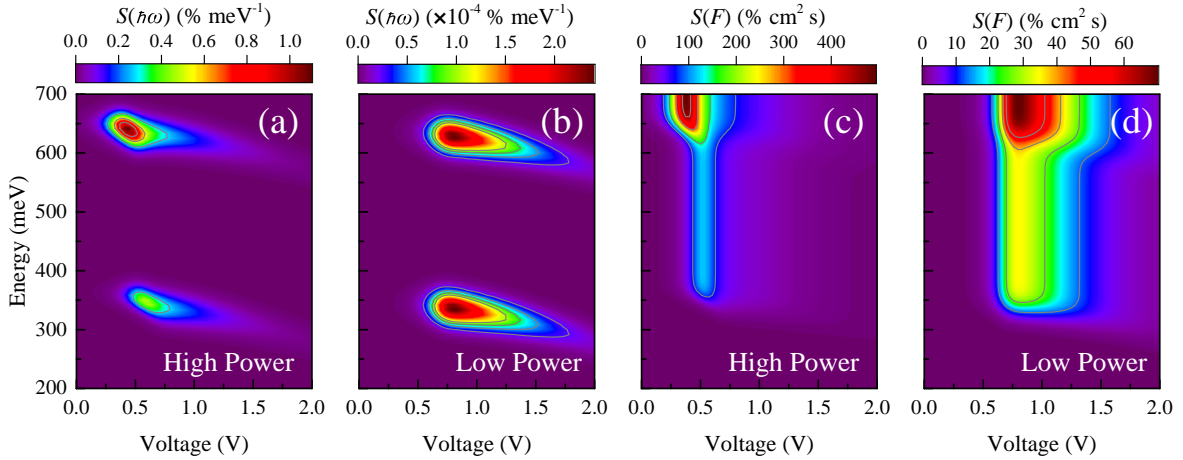 S(ħω) (% meV⁻¹)
0.0 0.2 0.4 0.6 0.8 1.0
S(ħω) (×10⁻⁴ % meV⁻¹)
0.0 0.5 1.0 1.5 2.0
S(F) (% cm² s)
0 100 200 300 400
S(F) (% cm² s)
0 10 20 30 40 50 60
Energy (meV)
700
600
500
400
300
200
(a)
High Power
0.0 0.5 1.0 1.5 2.0
Voltage (V)
(b)
Low Power
0.0 0.5 1.0 1.5 2.0
Voltage (V)
(c)
High Power
0.0 0.5 1.0 1.5 2.0
Voltage (V)
(d)
Low Power
0.0 0.5 1.0 1.5 2.0
Voltage (V)